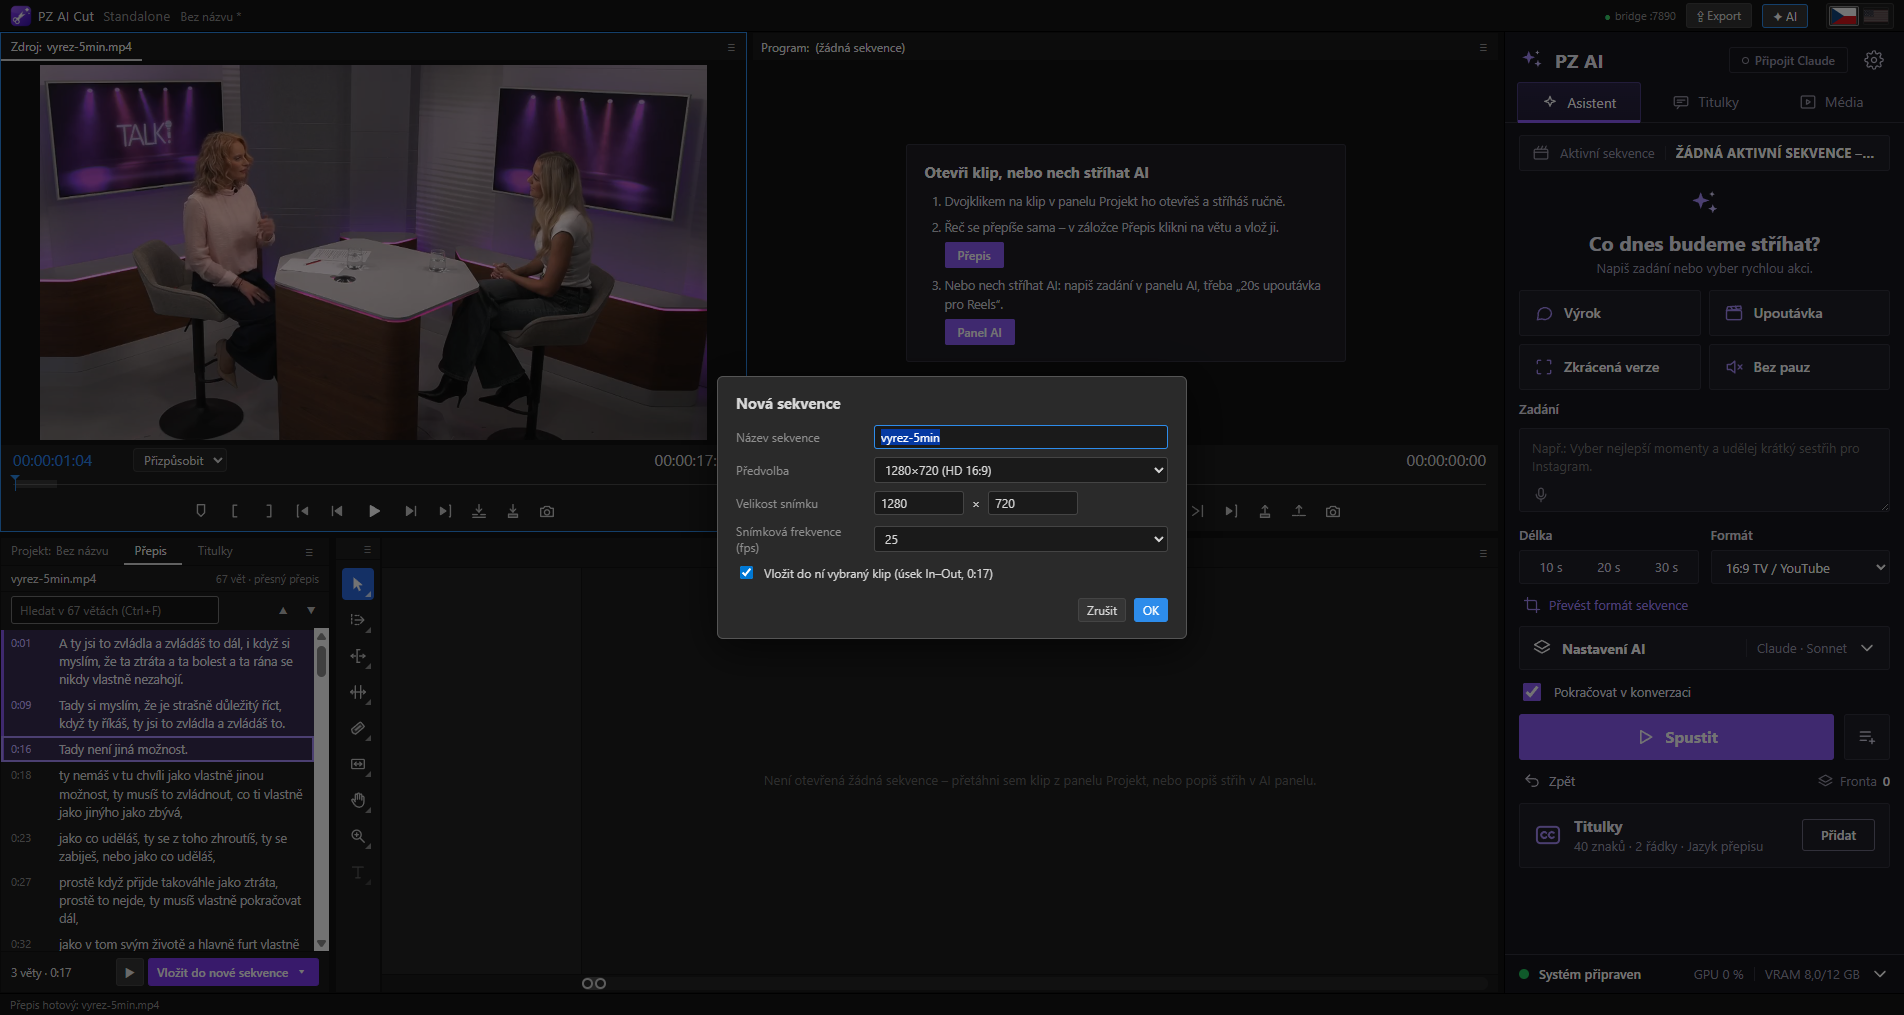 PZ AI Cut Standalone Bez názvu *
bridge :7890 Export AI
Zdroj: vyrez-5min.mp4
TALK!
00:00:01:04 Přizpůsobit 00:00:17:
Program: (žádná sekvence)
Otevři klip, nebo nech stříhat AI
1. Dvojklikem na klip v panelu Projekt ho otevřeš a stříháš ručně.
2. Řeč se přepíše sama – v záložce Přepis klikni na větu a vlož ji.
Přepis
3. Nebo nech stříhat AI: napiš zadání v panelu AI, třeba „20s upoutávka
pro Reels“.
Panel AI
00:00:00:00
Nová sekvence
Název sekvence vyrez-5min
Předvolba 1280×720 (HD 16:9)
Velikost snímku 1280 × 720
Snímková frekvence
(fps)
25
Vložit do ní vybraný klip (úsek In–Out, 0:17)
Zrušit OK
Projekt: Bez názvu Přepis Titulky
vyrez-5min.mp4 67 vět · přesný přepis
Hledat v 67 větách (Ctrl+F)
0:01 A ty jsi to zvládla a zvládáš to dál, i když si
myslím, že ta ztráta a ta bolest a ta rána se
nikdy vlastně nezahojí.
0:09 Tady si myslím, že je strašně důležitý říct,
když ty říkáš, ty jsi to zvládla a zvládáš to.
0:16 Tady není jiná možnost.
0:18 ty nemáš v tu chvíli jako vlastně jinou
možnost, ty musíš to zvládnout, co ti vlastně
jako jinýho jako zbývá,
0:23 jako co uděláš, ty se z toho zhroutíš, ty se
zabiješ, nebo jako co uděláš,
0:27 prostě když přijde takováhle jako ztráta,
prostě to nejde, ty musíš vlastně pokračovat
dál,
0:32 jako v tom svým životě a hlavně furt vlastně
3 věty · 0:17 Vložit do nové sekvence
Přepis hotový: vyrez-5min.mp4
Není otevřená žádná sekvence – přetáhni sem klip z panelu Projekt, nebo popiš střih v AI panelu.
PZ AI Připojit Claude
Asistent Titulky Média
Aktivní sekvence ŽÁDNÁ AKTIVNÍ SEKVENCE –...
Co dnes budeme stříhat?
Napiš zadání nebo vyber rychlou akci.
Výrok Upoutávka
Zkrácená verze Bez pauz
Zadání
Např.: Vyber nejlepší momenty a udělej krátký sestřih pro
Instagram.
Délka Formát
10 s 20 s 30 s 16:9 TV / YouTube
Převést formát sekvence
Nastavení AI Claude · Sonnet
Pokračovat v konverzaci
Spustit
Zpět Fronta 0
CC Titulky
40 znaků · 2 řádky · Jazyk přepisu
Přidat
Systém připraven GPU 0 % VRAM 8,0/12 GB